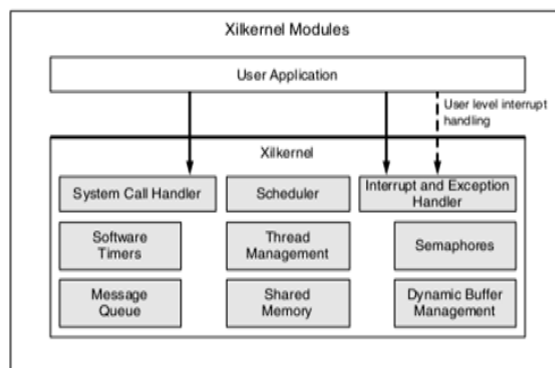 Xilkernel Modules
User Application
User level interrupt
handling
Xilkernel
System Call Handler
Scheduler
Interrupt and Exception
Handler
Software
Timers
Thread
Management
Semaphores
Message
Queue
Shared
Memory
Dynamic Buffer
Management